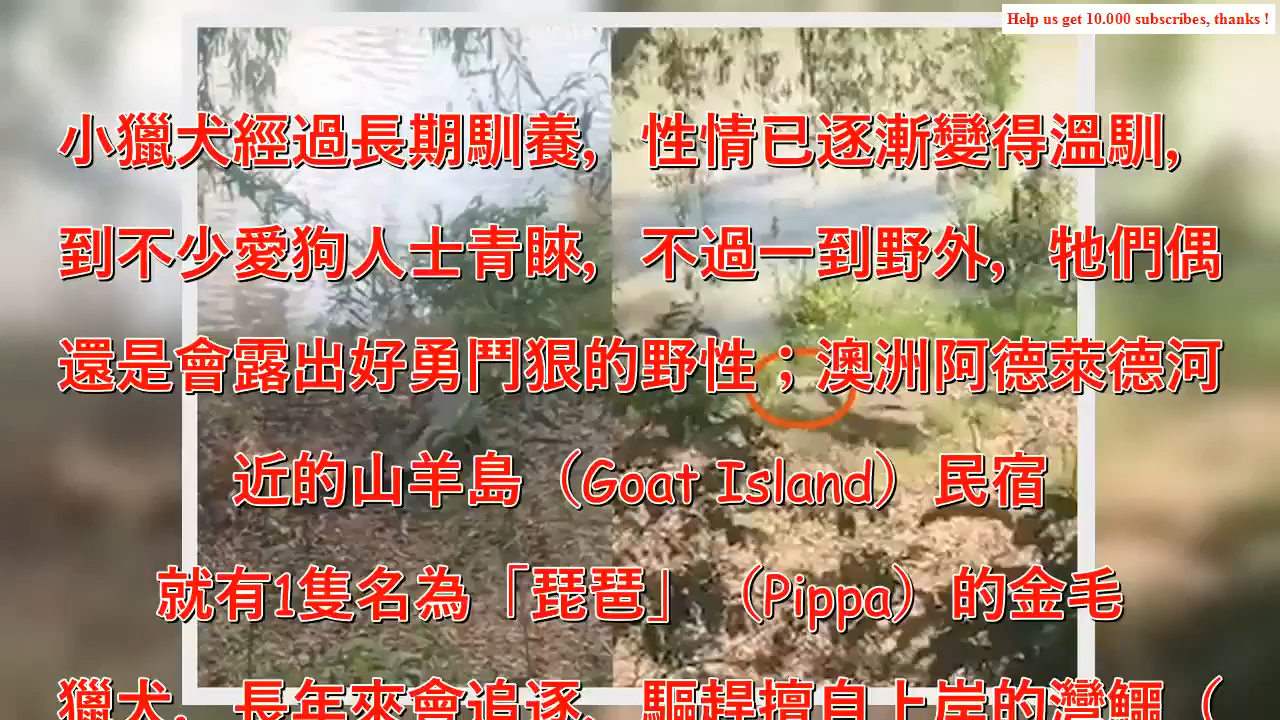 Help us get 10.000 subscribes, thanks !
小獵犬經過長期馴養, 性情已逐漸變得溫馴,
到不少愛狗人士青睞, 不過一到野外, 牠們偶
還是會露出好勇鬥狠的野性；澳洲阿德萊德河
近的山羊島（Goat Island）民宿
就有1隻名為「琵琶」（Pippa）的金毛
獵犬, 長年來會追逐、驅趕擅自上岸的灣鱷（